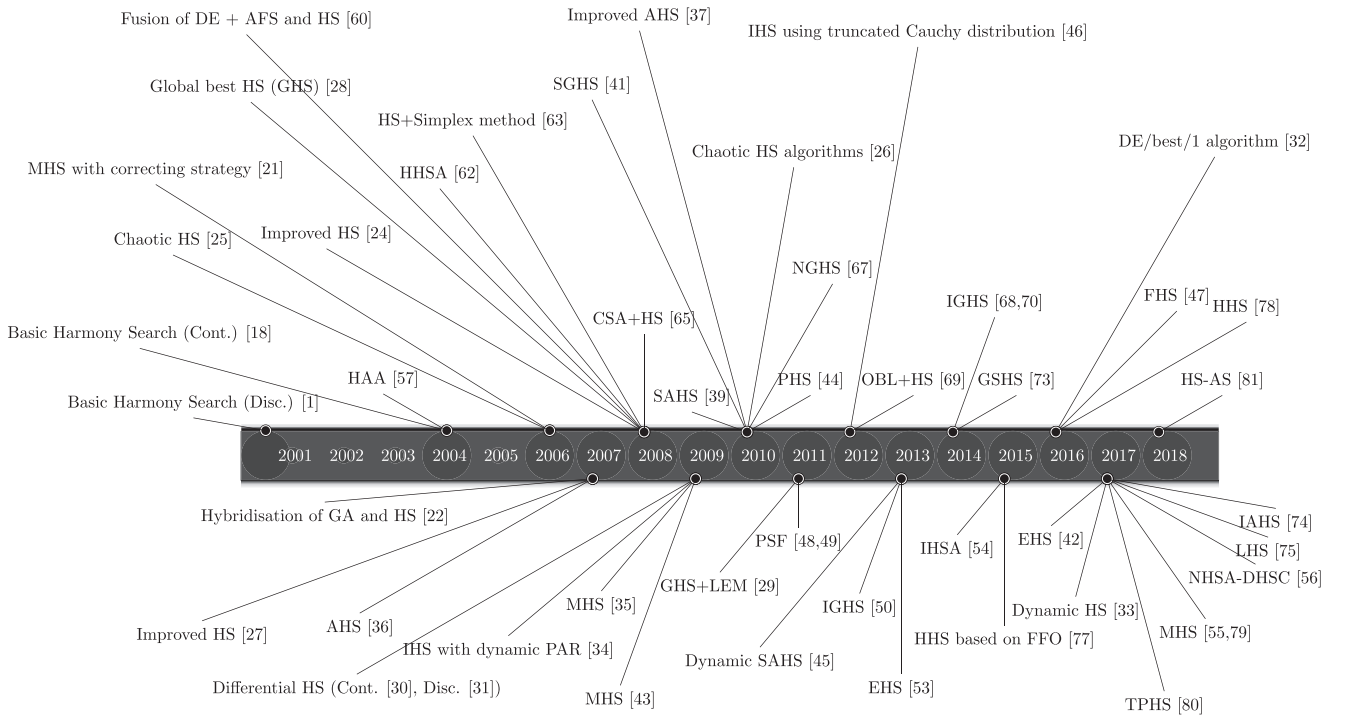 Fusion of DE + AFS and HS [60]
Improved AHS [37]
IHS using truncated Cauchy distribution [46]
Global best HS (GHS) [28]
SGHS [41]
HS+Simplex method [63]
DE/best/1 algorithm [32]
Chaotic HS algorithms [26]
MHS with correcting strategy [21]
HHSA [62]
Chaotic HS [25]
Improved HS [24]
NGHS [67]
FHS [47]
IGHS [68,70]
HHS [78]
CSA+HS [65]
Basic Harmony Search (Cont.) [18]
HAA [57]
PHS [44]
OBL+HS [69]
GSHS [73]
HS-AS [81]
SAHS [39]
Basic Harmony Search (Disc.) [1]
2001 2002 2003 2004 2005 2006 2007 2008 2009 2010 2011 2012 2013 2014 2015 2016 2017 2018
Hybridisation of GA and HS [22]
IAHS [74]
EHS [42]
PSF [48,49]
IHSA [54]
LHS [75]
NHSA-DHSC [56]
GHS+LEM [29]
MHS [35]
IGHS [50]
Dynamic HS [33]
AHS [36]
Improved HS [27]
MHS [55,79]
HHS based on FFO [77]
IHS with dynamic PAR [34]
Dynamic SAHS [45]
Differential HS (Cont. [30], Disc. [31])
EHS [53]
MHS [43]
TPHS [80]